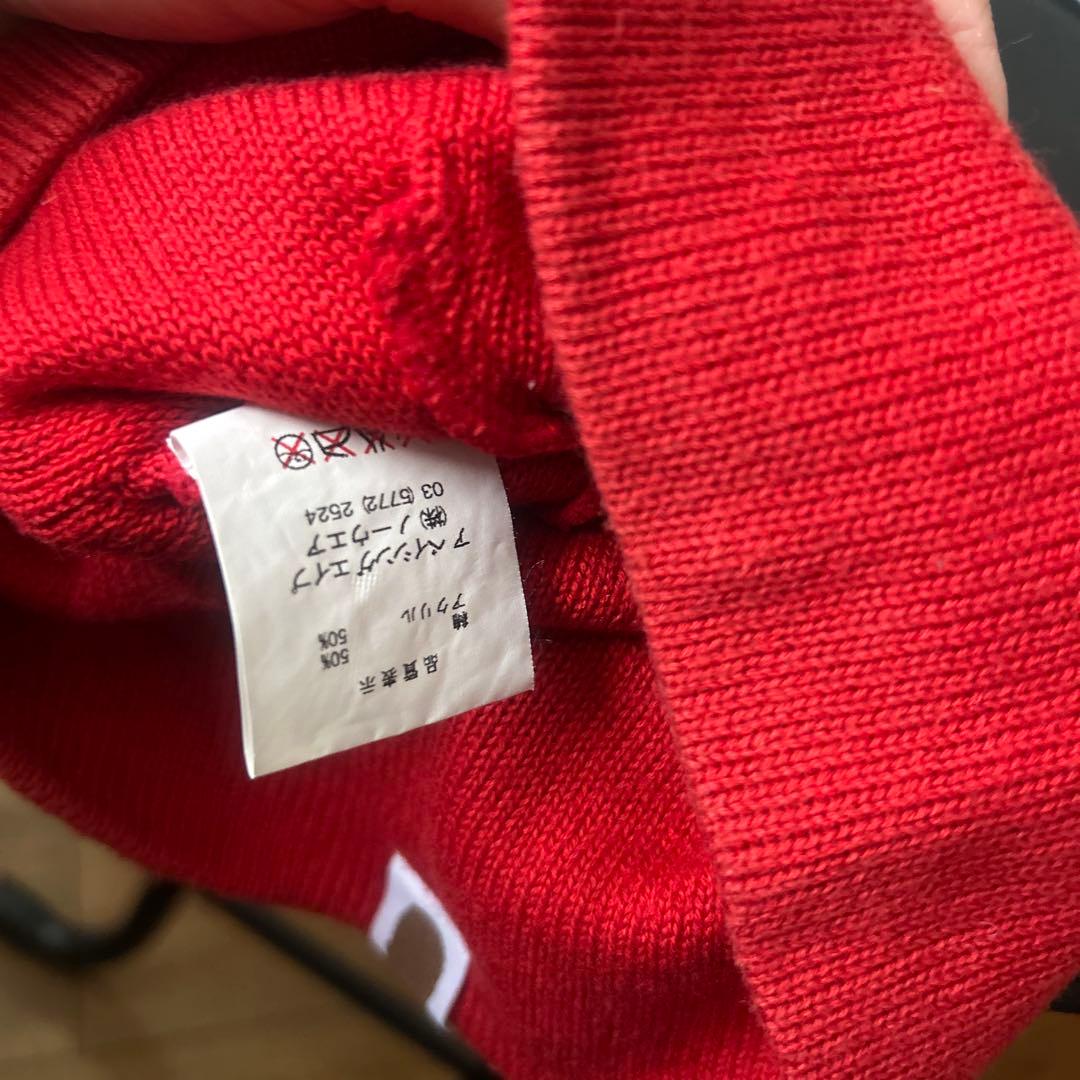 品質表示
綿 50%
アクリル 50%
アベイシングエイプ
㈱ノーウエア
03 (5772) 2524